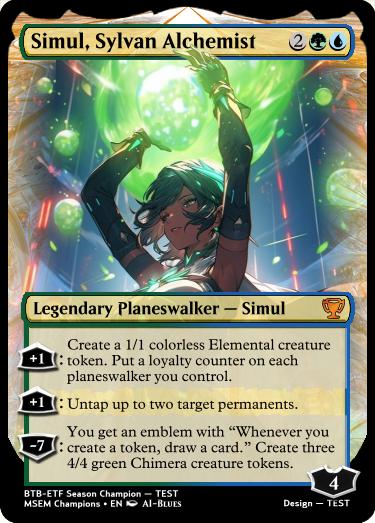 Simul, Sylvan Alchemist 2
Legendary Planeswalker — Simul
+1: Create a 1/1 colorless Elemental creature
token. Put a loyalty counter on each
planeswalker you control.
+1: Untap up to two target permanents.
-7: You get an emblem with “Whenever you
create a token, draw a card.” Create three
4/4 green Chimera creature tokens.
4
BTB-ETF Season Champion — TEST
MSEM Champions • EN AI-Blues
Design — TEST